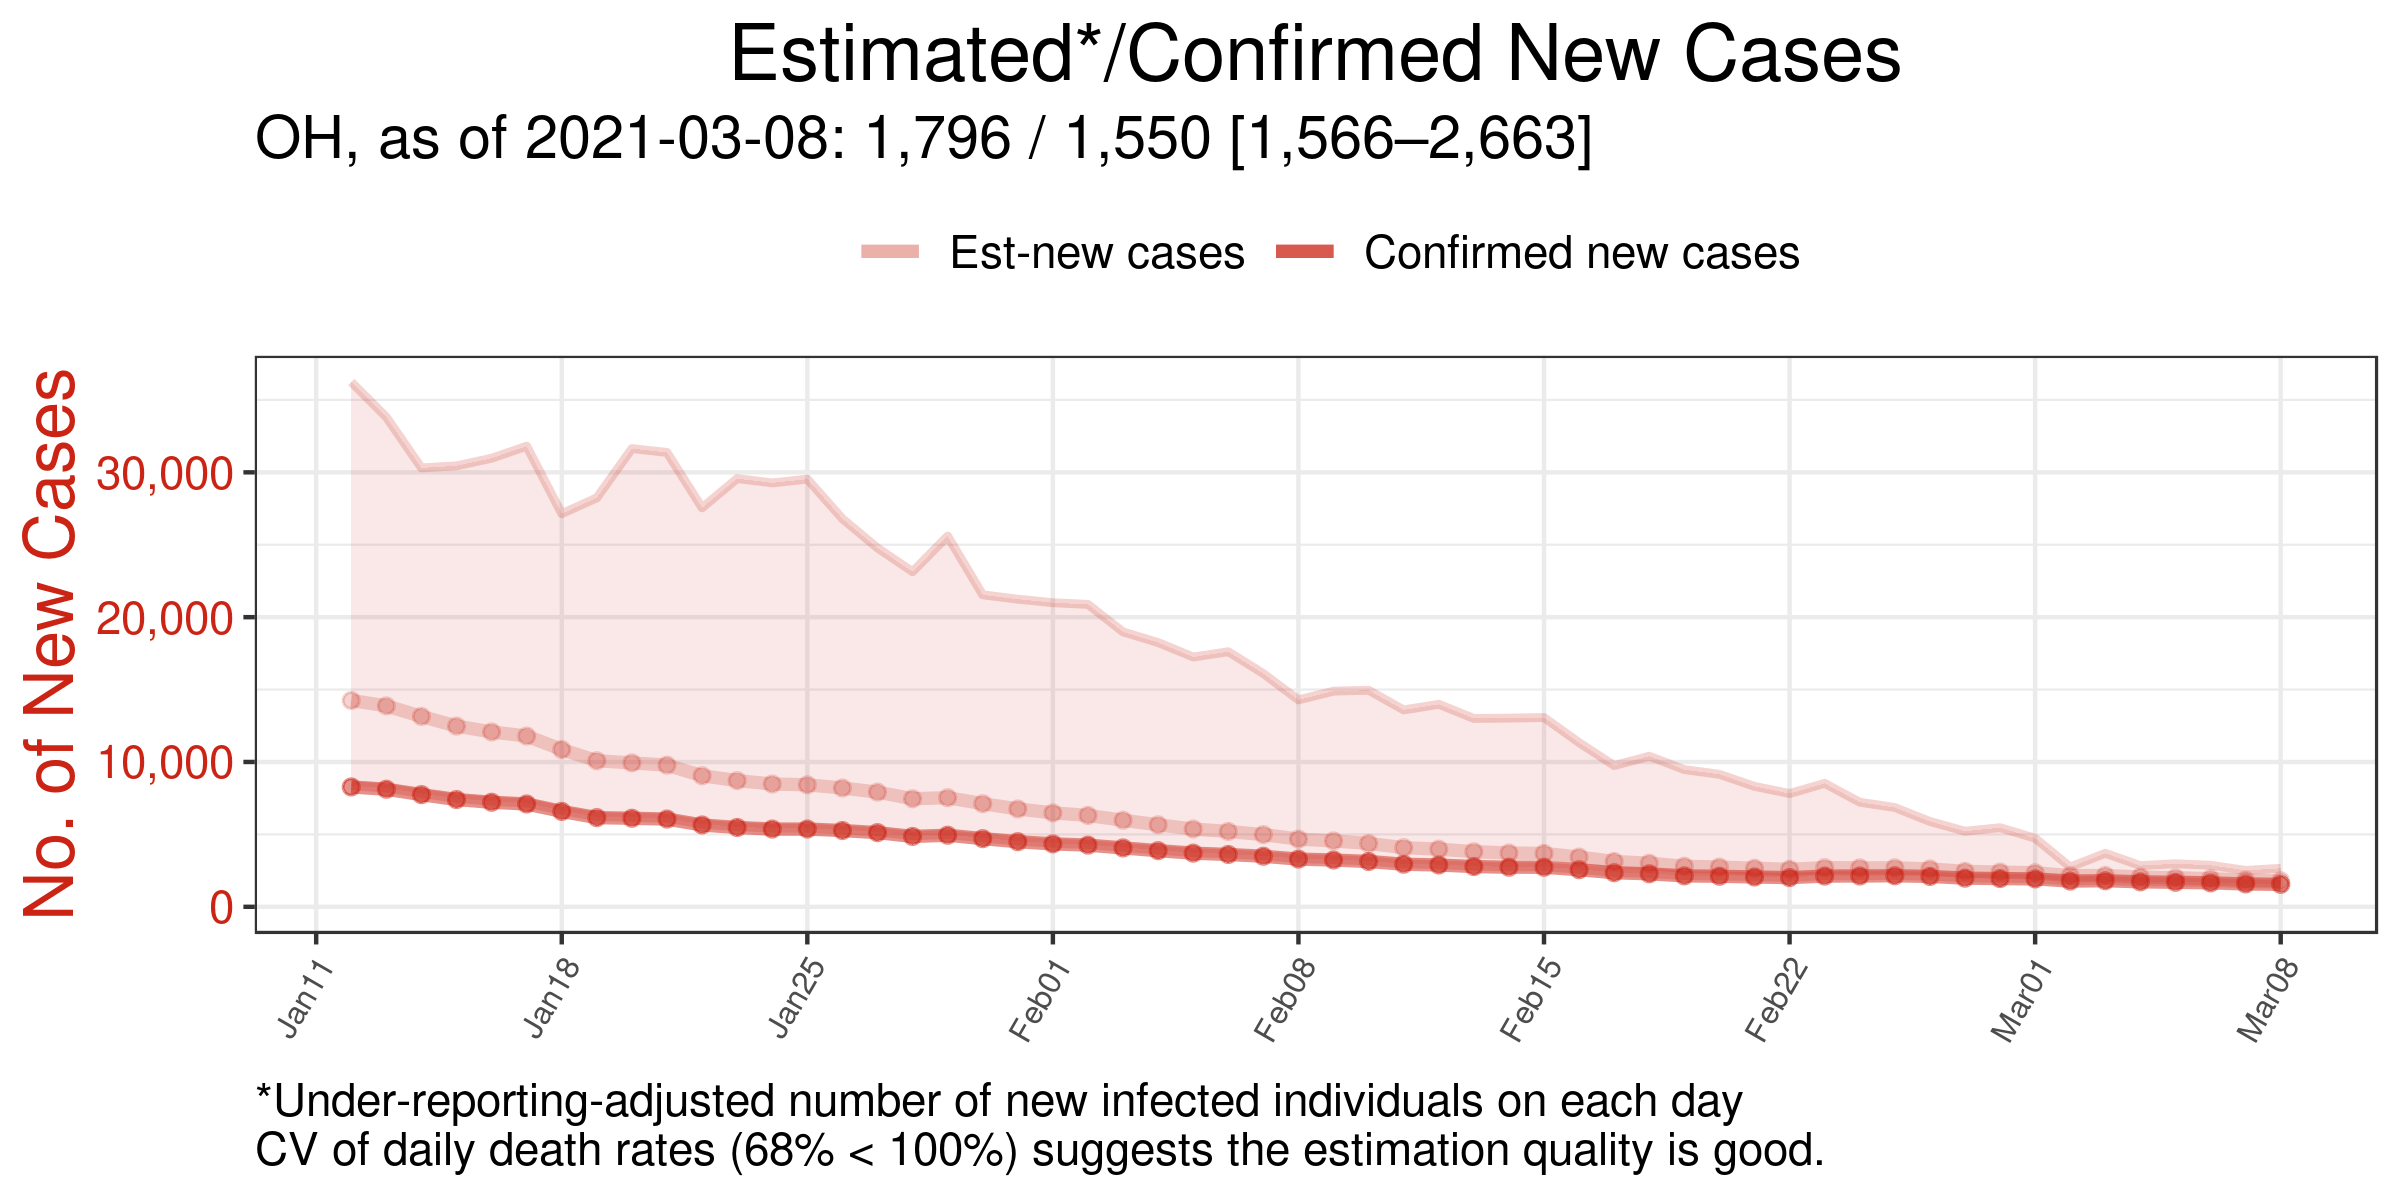 Estimated*/Confirmed New Cases
OH, as of 2021-03-08: 1,796 / 1,550 [1,566–2,663]
Est-new cases
Confirmed new cases
No. of New Cases
30,000
20,000
10,000
0
Jan11
Jan18
Jan25
Feb01
Feb08
Feb15
Feb22
Mar01
Mar08
*Under-reporting-adjusted number of new infected individuals on each day
CV of daily death rates (68% < 100%) suggests the estimation quality is good.